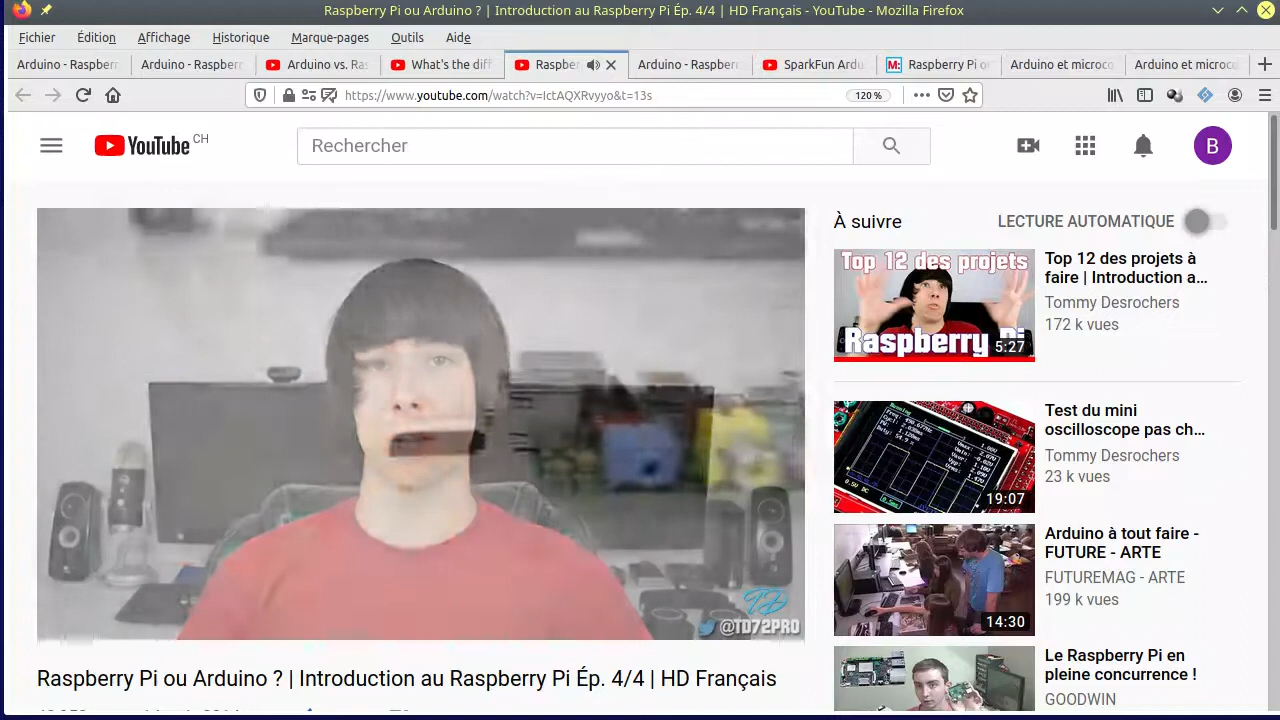 Raspberry Pi ou Arduino ? | Introduction au Raspberry Pi Ép. 4/4 | HD Français - YouTube - Mozilla Firefox
Fichier Édition Affichage Historique Marque-pages Outils Aide
Arduino - Raspberr Arduino - Raspberr Arduino vs. Ras What's the diff Raspber Arduino - Raspberr SparkFun Ardu M: Raspberry Pi o Arduino et microco Arduino et microco
https://www.youtube.com/watch?v=IctAQXRvyyo&t=13s 120 %
YouTube CH
Rechercher
B
À suivre LECTURE AUTOMATIQUE
Top 12 des projets
Raspberry Pi
5:27
Top 12 des projets à
faire | Introduction a...
Tommy Desrochers
172 k vues
19:07
Test du mini
oscilloscope pas ch...
Tommy Desrochers
23 k vues
14:30
Arduino à tout faire -
FUTURE - ARTE
FUTUREMAG - ARTE
199 k vues
Le Raspberry Pi en
pleine concurrence !
GOODWIN
TD
@TD72PRO
Raspberry Pi ou Arduino ? | Introduction au Raspberry Pi Ép. 4/4 | HD Français